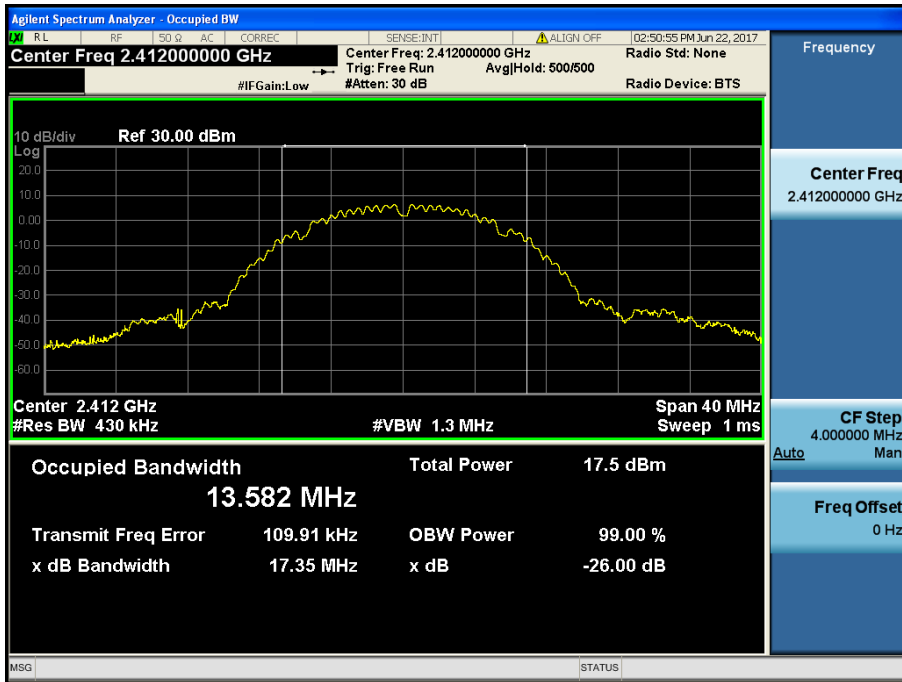 Agilent Spectrum Analyzer - Occupied BW
LXI RL RF 50 Ω AC CORREC SENSE:INT ALIGN OFF 02:50:55 PM Jun 22, 2017
Center Freq 2.412000000 GHz
Center Freq: 2.412000000 GHz Radio Std: None
Trig: Free Run Avg|Hold: 500/500
#IFGain:Low #Atten: 30 dB Radio Device: BTS
10 dB/div Ref 30.00 dBm
Log
20.0
10.0
0.00
-10.0
-20.0
-30.0
-40.0
-50.0
-60.0
Center 2.412 GHz Span 40 MHz
#Res BW 430 kHz #VBW 1.3 MHz Sweep 1 ms
Occupied Bandwidth Total Power 17.5 dBm
13.582 MHz
Transmit Freq Error 109.91 kHz OBW Power 99.00 %
x dB Bandwidth 17.35 MHz x dB -26.00 dB
MSG STATUS
Frequency
Center Freq
2.412000000 GHz
CF Step
4.000000 MHz
Auto Man
Freq Offset
0 Hz